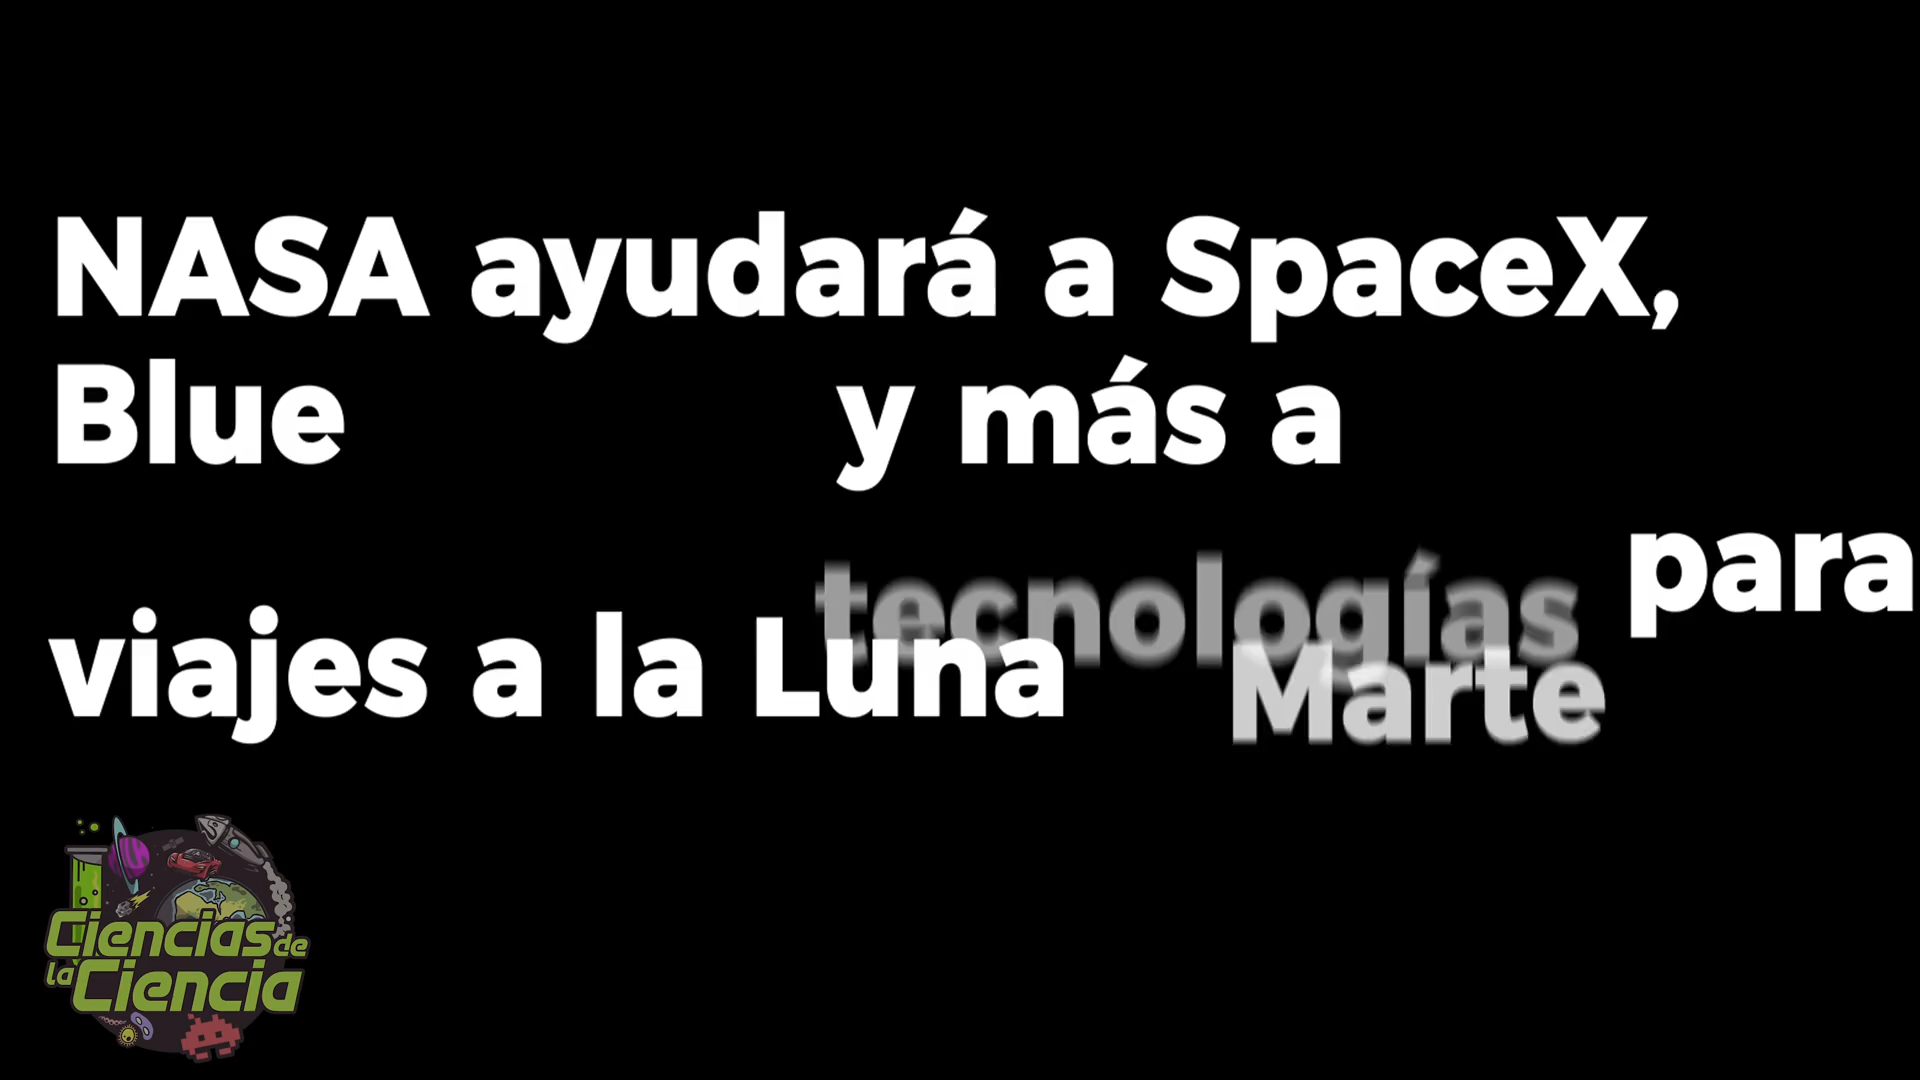 NASA ayudará a SpaceX,
Blue y más a
tecnologías para
viajes a la Luna Marte
Ciencias de
la Ciencia